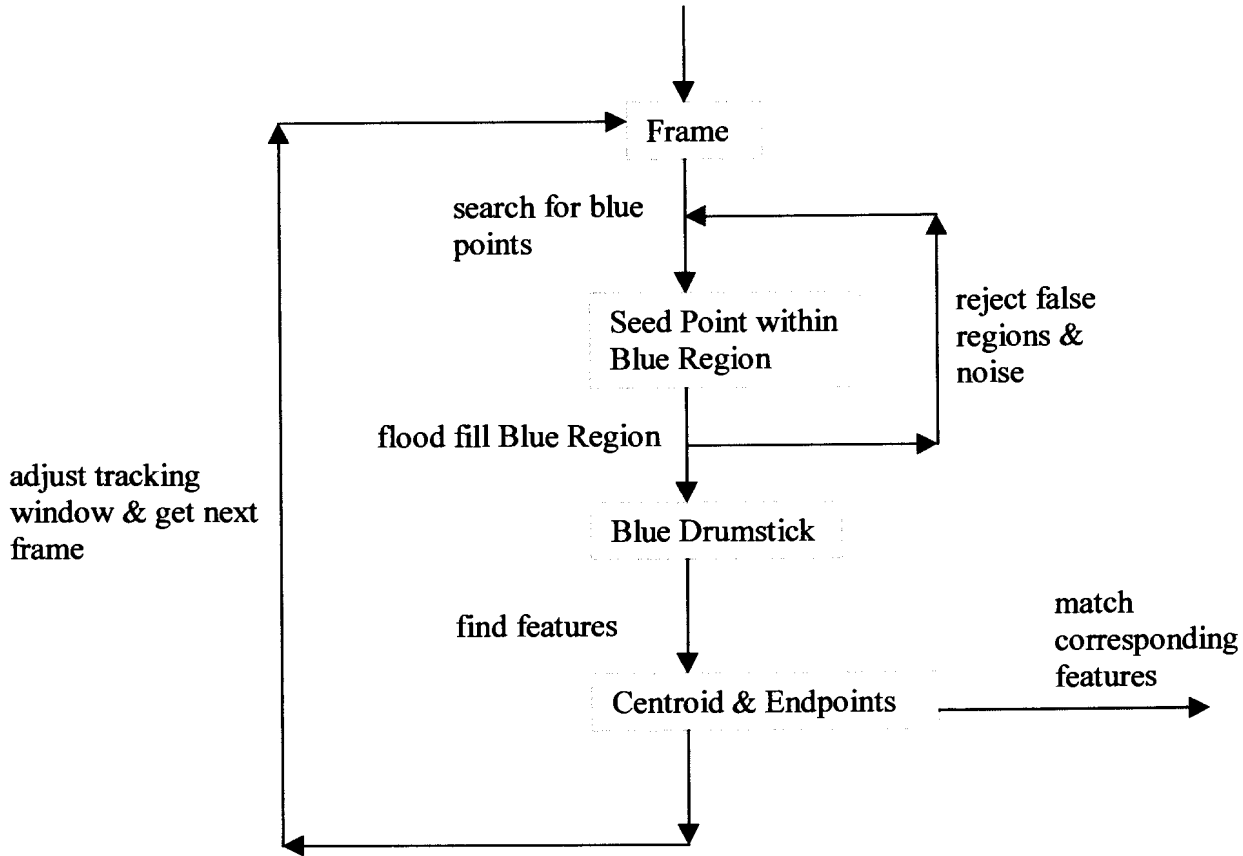 Frame
search for blue
points
Seed Point within
Blue Region
reject false
regions &
noise
flood fill Blue Region
adjust tracking
window & get next
frame
Blue Drumstick
find features
match
corresponding
features
Centroid & Endpoints